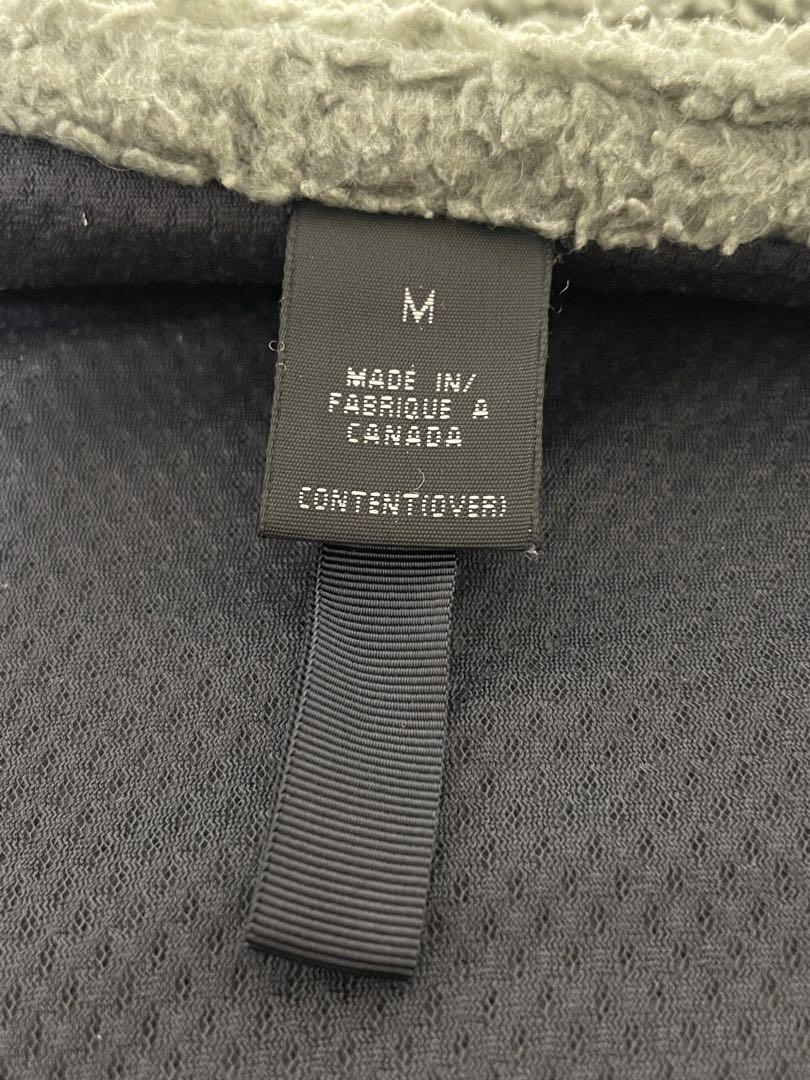 M
MADE IN/
FABRIQUE A
CANADA
CONTENT(OVER)